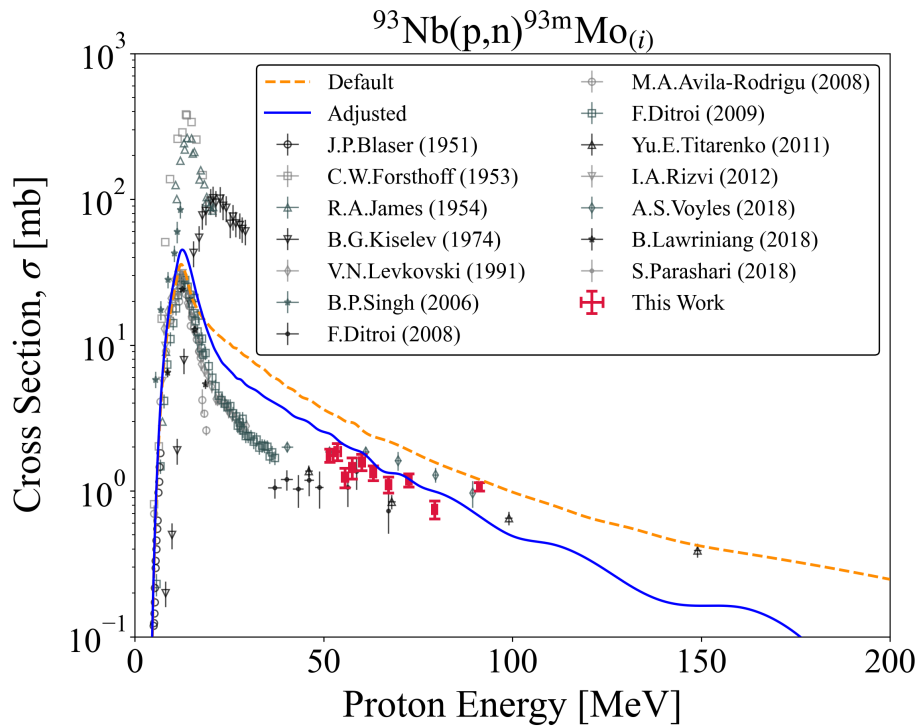 ⁹³Nb(p,n)⁹³ᵐMo₍ᵢ₎
Cross Section, σ [mb]
10³
10²
10¹
10⁰
10⁻¹
Default
Adjusted
J.P.Blaser (1951)
C.W.Forsthoff (1953)
R.A.James (1954)
B.G.Kiselev (1974)
V.N.Levkovski (1991)
B.P.Singh (2006)
F.Ditroi (2008)
M.A.Avila-Rodrigu (2008)
F.Ditroi (2009)
Yu.E.Titarenko (2011)
I.A.Rizvi (2012)
A.S.Voyles (2018)
B.Lawriniang (2018)
S.Parashari (2018)
This Work
0 50 100 150 200
Proton Energy [MeV]